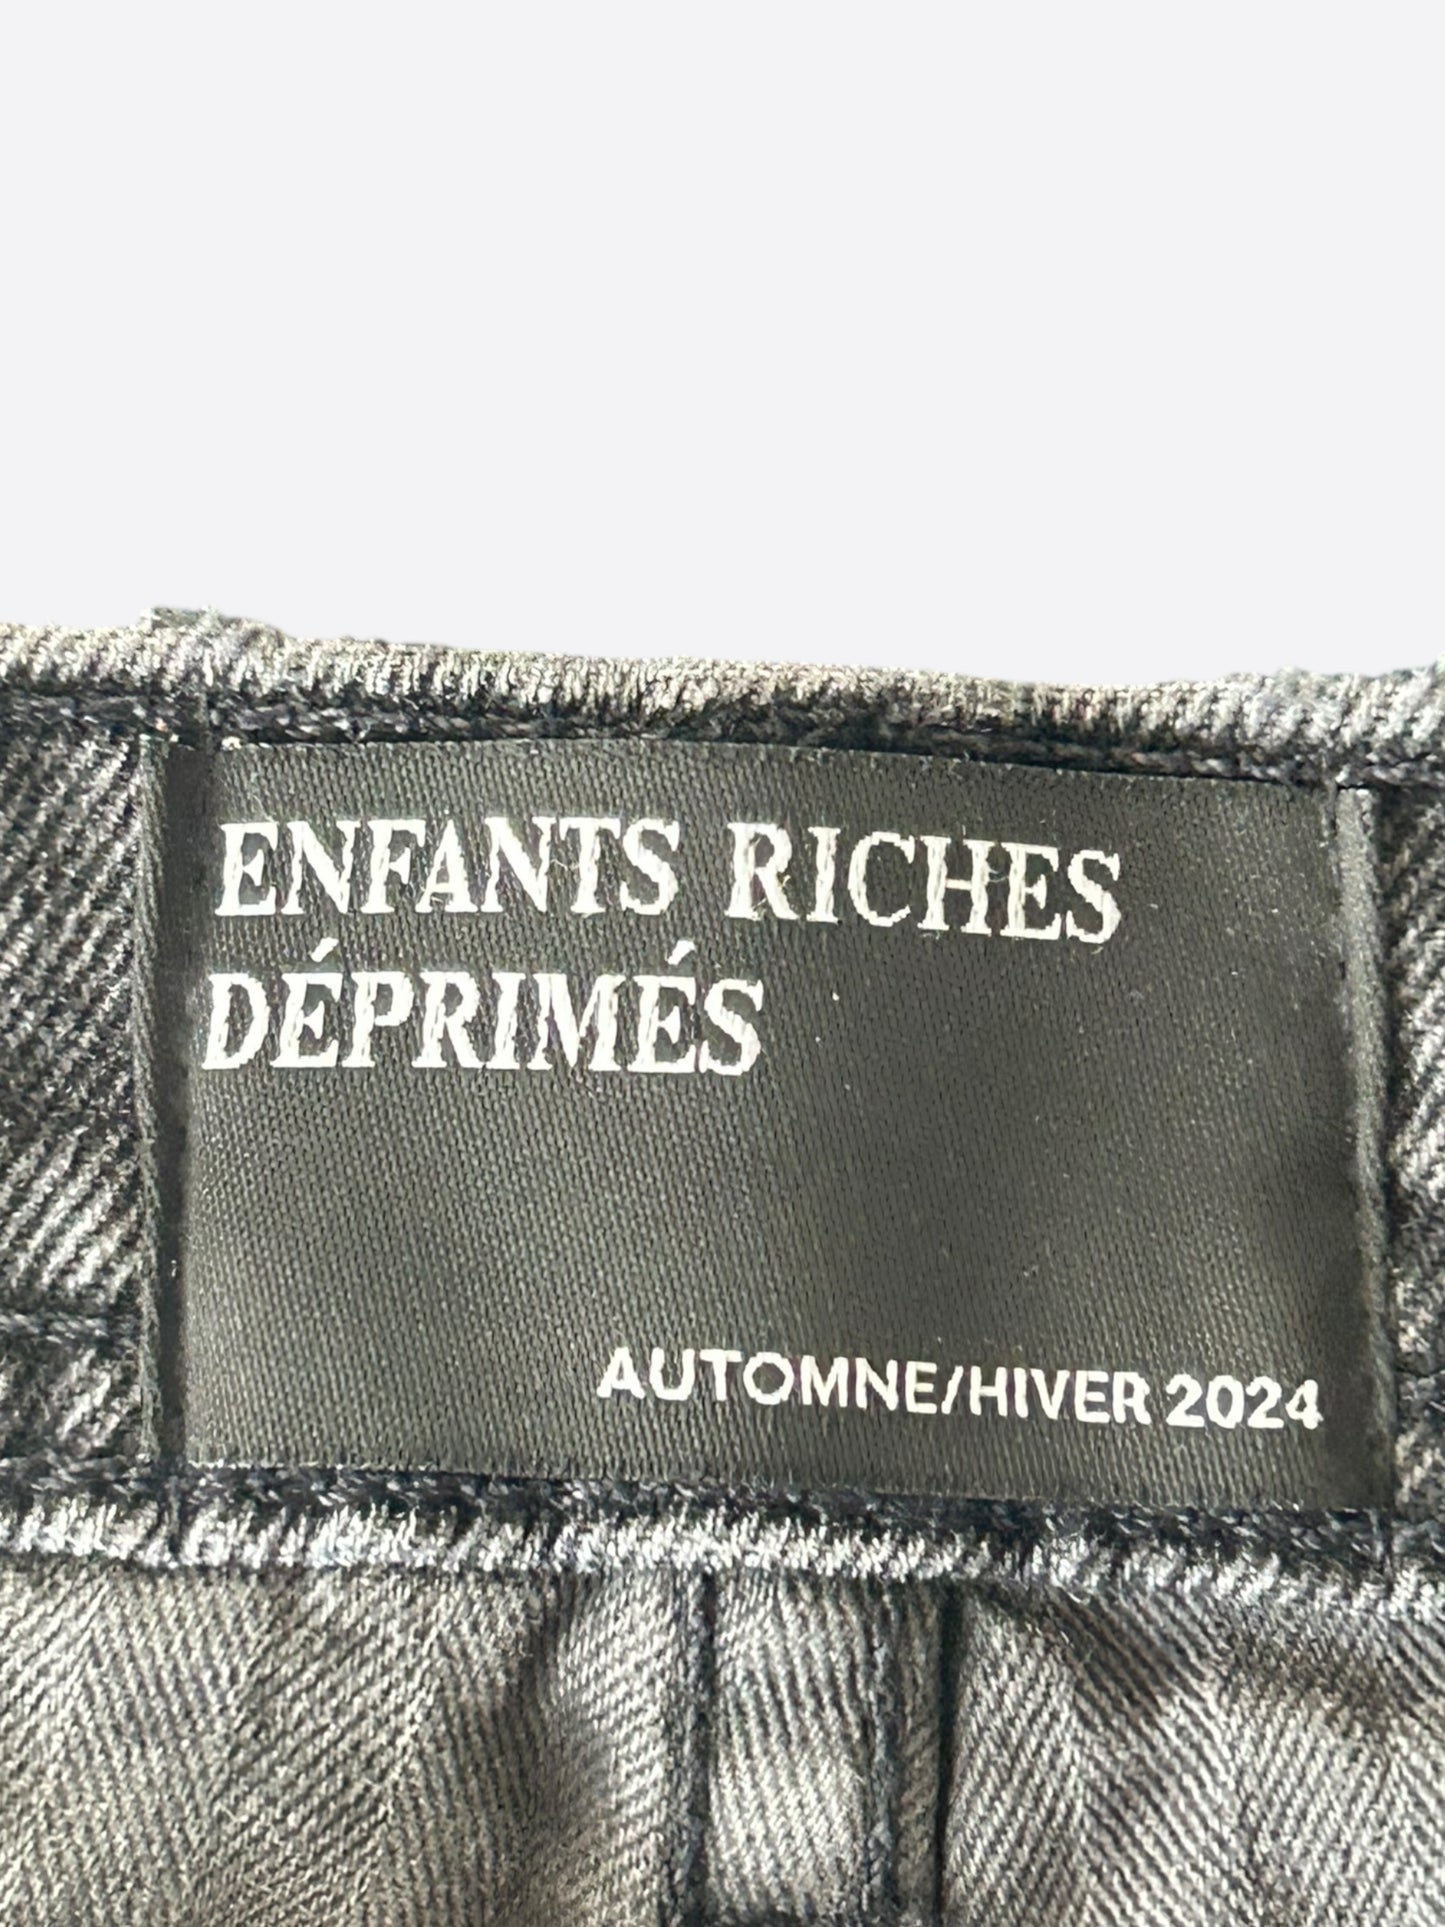 ENFANTS RICHES
DÉPRIMÉS
AUTOMNE/HIVER 2024